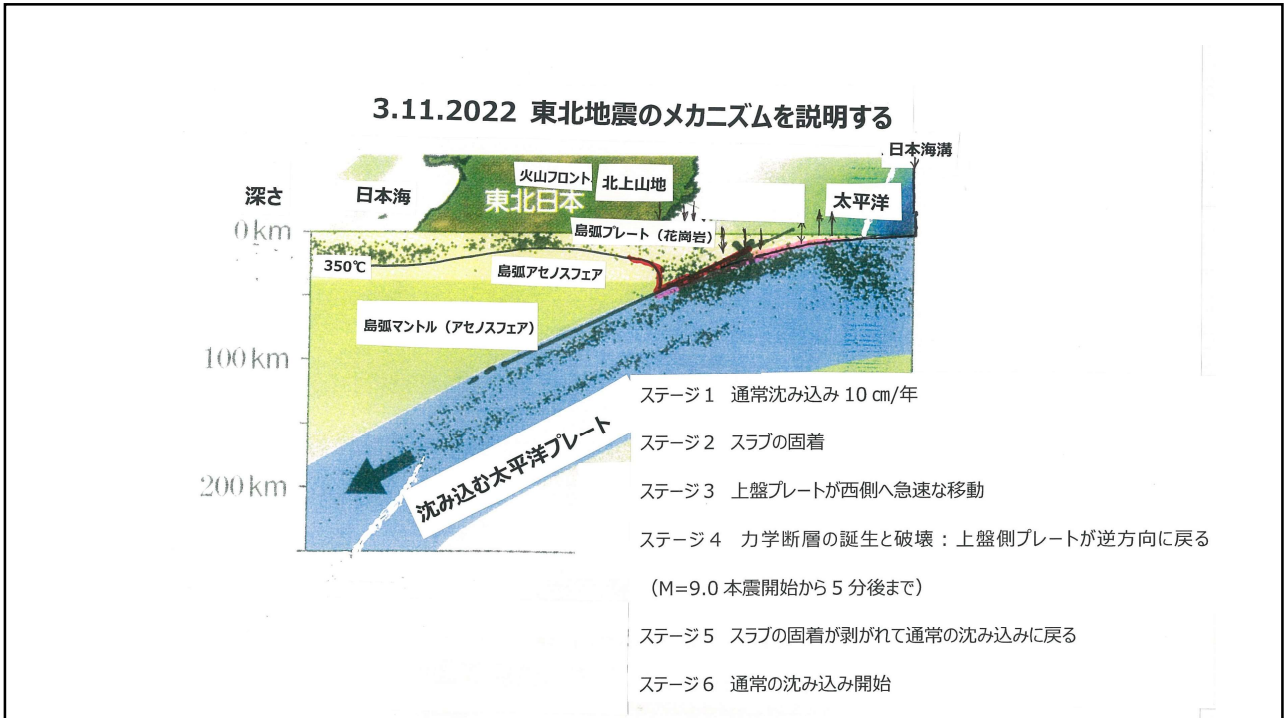 3.11.2022 東北地震のメカニズムを説明する
日本海溝
深さ
日本海
火山フロント
北上山地
東北日本
太平洋
0km
島弧プレート（花崗岩）
350℃
島弧アセノスフェア
島弧マントル（アセノスフェア）
100km
200km
沈み込む太平洋プレート
ステージ1 通常沈み込み 10 ㎝/年
ステージ2 スラブの固着
ステージ3 上盤プレートが西側へ急速な移動
ステージ4 力学断層の誕生と破壊：上盤側プレートが逆方向に戻る
（M=9.0 本震開始から 5 分後まで）
ステージ5 スラブの固着が剥がれて通常の沈み込みに戻る
ステージ6 通常の沈み込み開始